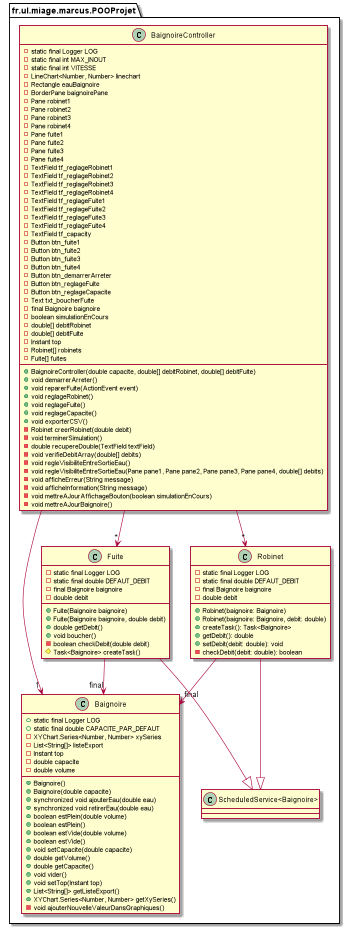 fr.ul.miage.marcus.POOProjet
C BaignoireController
static final Logger LOG
static final int MAX_INOUT
static final int VITESSE
LineChart<Number, Number> linechart
Rectangle eauBaignoire
BorderPane baignoirePane
Pane robinet1
Pane robinet2
Pane robinet3
Pane robinet4
Pane fuite1
Pane fuite2
Pane fuite3
Pane fuite4
TextField tf_reglageRobinet1
TextField tf_reglageRobinet2
TextField tf_reglageRobinet3
TextField tf_reglageRobinet4
TextField tf_reglageFuite1
TextField tf_reglageFuite2
TextField tf_reglageFuite3
TextField tf_reglageFuite4
TextField tf_capacity
Button btn_fuite1
Button btn_fuite2
Button btn_fuite3
Button btn_fuite4
Button btn_demarrerArreter
Button btn_reglageFuite
Button btn_reglageCapacite
Text txt_boucherFuite
final Baignoire baignoire
boolean simulationEnCours
double[] debitRobinet
double[] debitFuite
Instant top
Robinet[] robinets
Fuite[] fuites
BaignoireController(double capacite, double[] debitRobinet, double[] debitFuite)
void demarrerArreter()
void reparerFuite(ActionEvent event)
void reglageRobinet()
void reglageFuite()
void reglageCapacite()
void exporterCSV()
Robinet creerRobinet(double debit)
void terminerSimulation()
double recupereDouble(TextField textField)
void verifieDebitArray(double[] debits)
void regleVisibiliteEntreSortieEau()
void regleVisibiliteEntreSortieEau(Pane pane1, Pane pane2, Pane pane3, Pane pane4, double[] debits)
void afficheErreur(String message)
void afficheInformation(String message)
void mettreAJourAffichageBouton(boolean simulationEnCours)
void mettreAJourBaignoire()
*
*
C Fuite
static final Logger LOG
static final double DEFAUT_DEBIT
final Baignoire baignoire
double debit
Fuite(Baignoire baignoire)
Fuite(Baignoire baignoire, double debit)
double getDebit()
void boucher()
boolean checkDebit(double debit)
Task<Baignoire> createTask()
C Robinet
static final Logger LOG
static final double DEFAUT_DEBIT
final Baignoire baignoire
double debit
Robinet(baignoire: Baignoire)
Robinet(baignoire: Baignoire, debit: double)
createTask(): Task<Baignoire>
getDebit(): double
setDebit(debit: double): void
checkDebit(debit: double): boolean
1
final
final
C Baignoire
static final Logger LOG
static final double CAPACITE_PAR_DEFAUT
XYChart.Series<Number, Number> xySeries
List<String[]> listeExport
Instant top
double capacite
double volume
Baignoire()
Baignoire(double capacite)
synchronized void ajouterEau(double eau)
synchronized void retirerEau(double eau)
boolean estPlein(double volume)
boolean estPlein()
boolean estVide(double volume)
boolean estVide()
void setCapacite(double capacite)
double getVolume()
double getCapacite()
void vider()
void setTop(Instant top)
List<String[]> getListeExport()
XYChart.Series<Number, Number> getXySeries()
void ajouterNouvelleValeurDansGraphiques()
C ScheduledService<Baignoire>